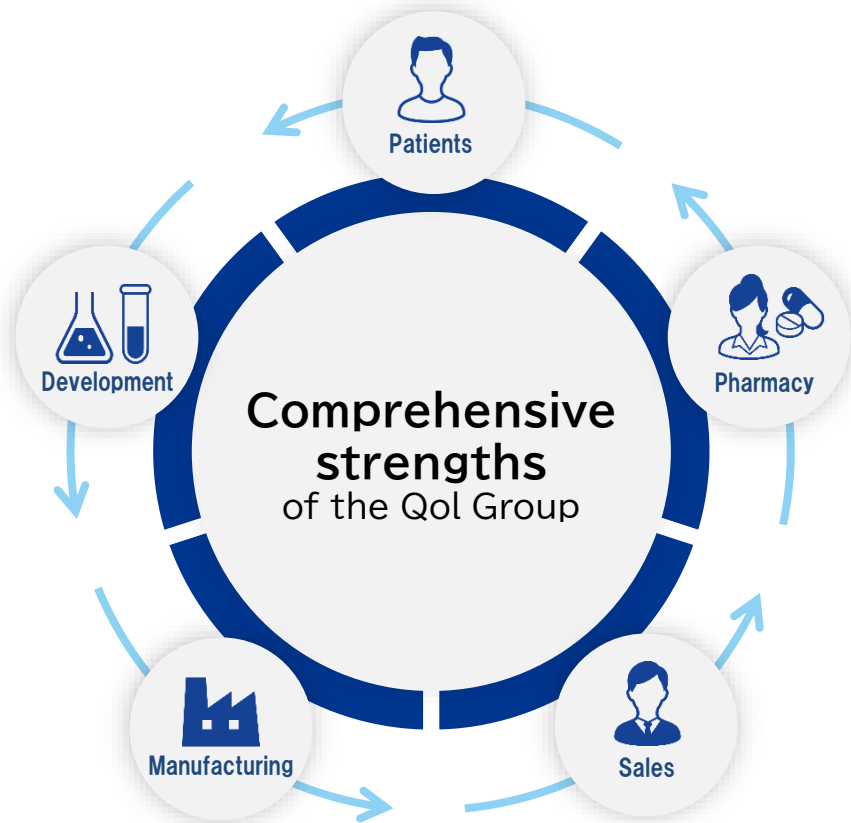 Patients
Development
Pharmacy
Comprehensive
strengths
of the Qol Group
Manufacturing
Sales